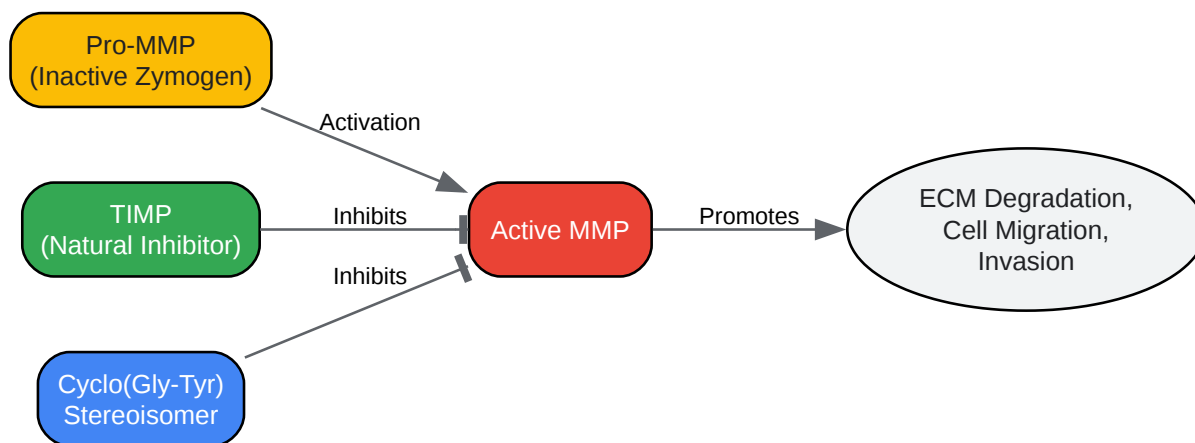 Pro-MMP
(Inactive Zymogen)
Activation
TIMP
(Natural Inhibitor)
Inhibits
Active MMP
Promotes
ECM Degradation,
Cell Migration,
Invasion
Inhibits
Cyclo(Gly-Tyr)
Stereoisomer